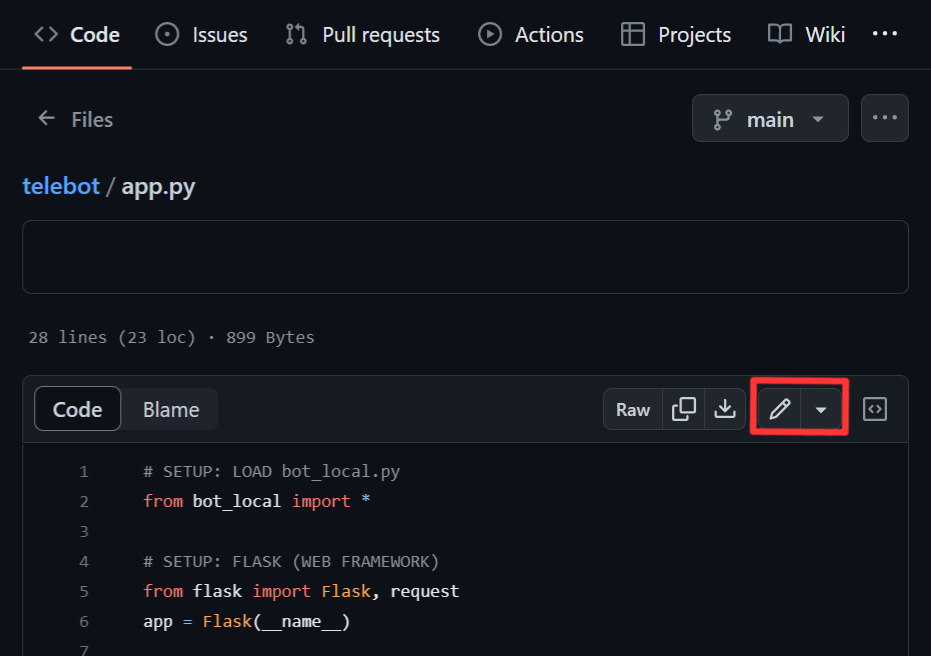 Code Issues Pull requests Actions Projects Wiki ...
Files main ...
telebot / app.py
28 lines (23 loc) · 899 Bytes
Code Blame Raw
1 # SETUP: LOAD bot_local.py
2 from bot_local import *
3
4 # SETUP: FLASK (WEB FRAMEWORK)
5 from flask import Flask, request
6 app = Flask(__name__)
7